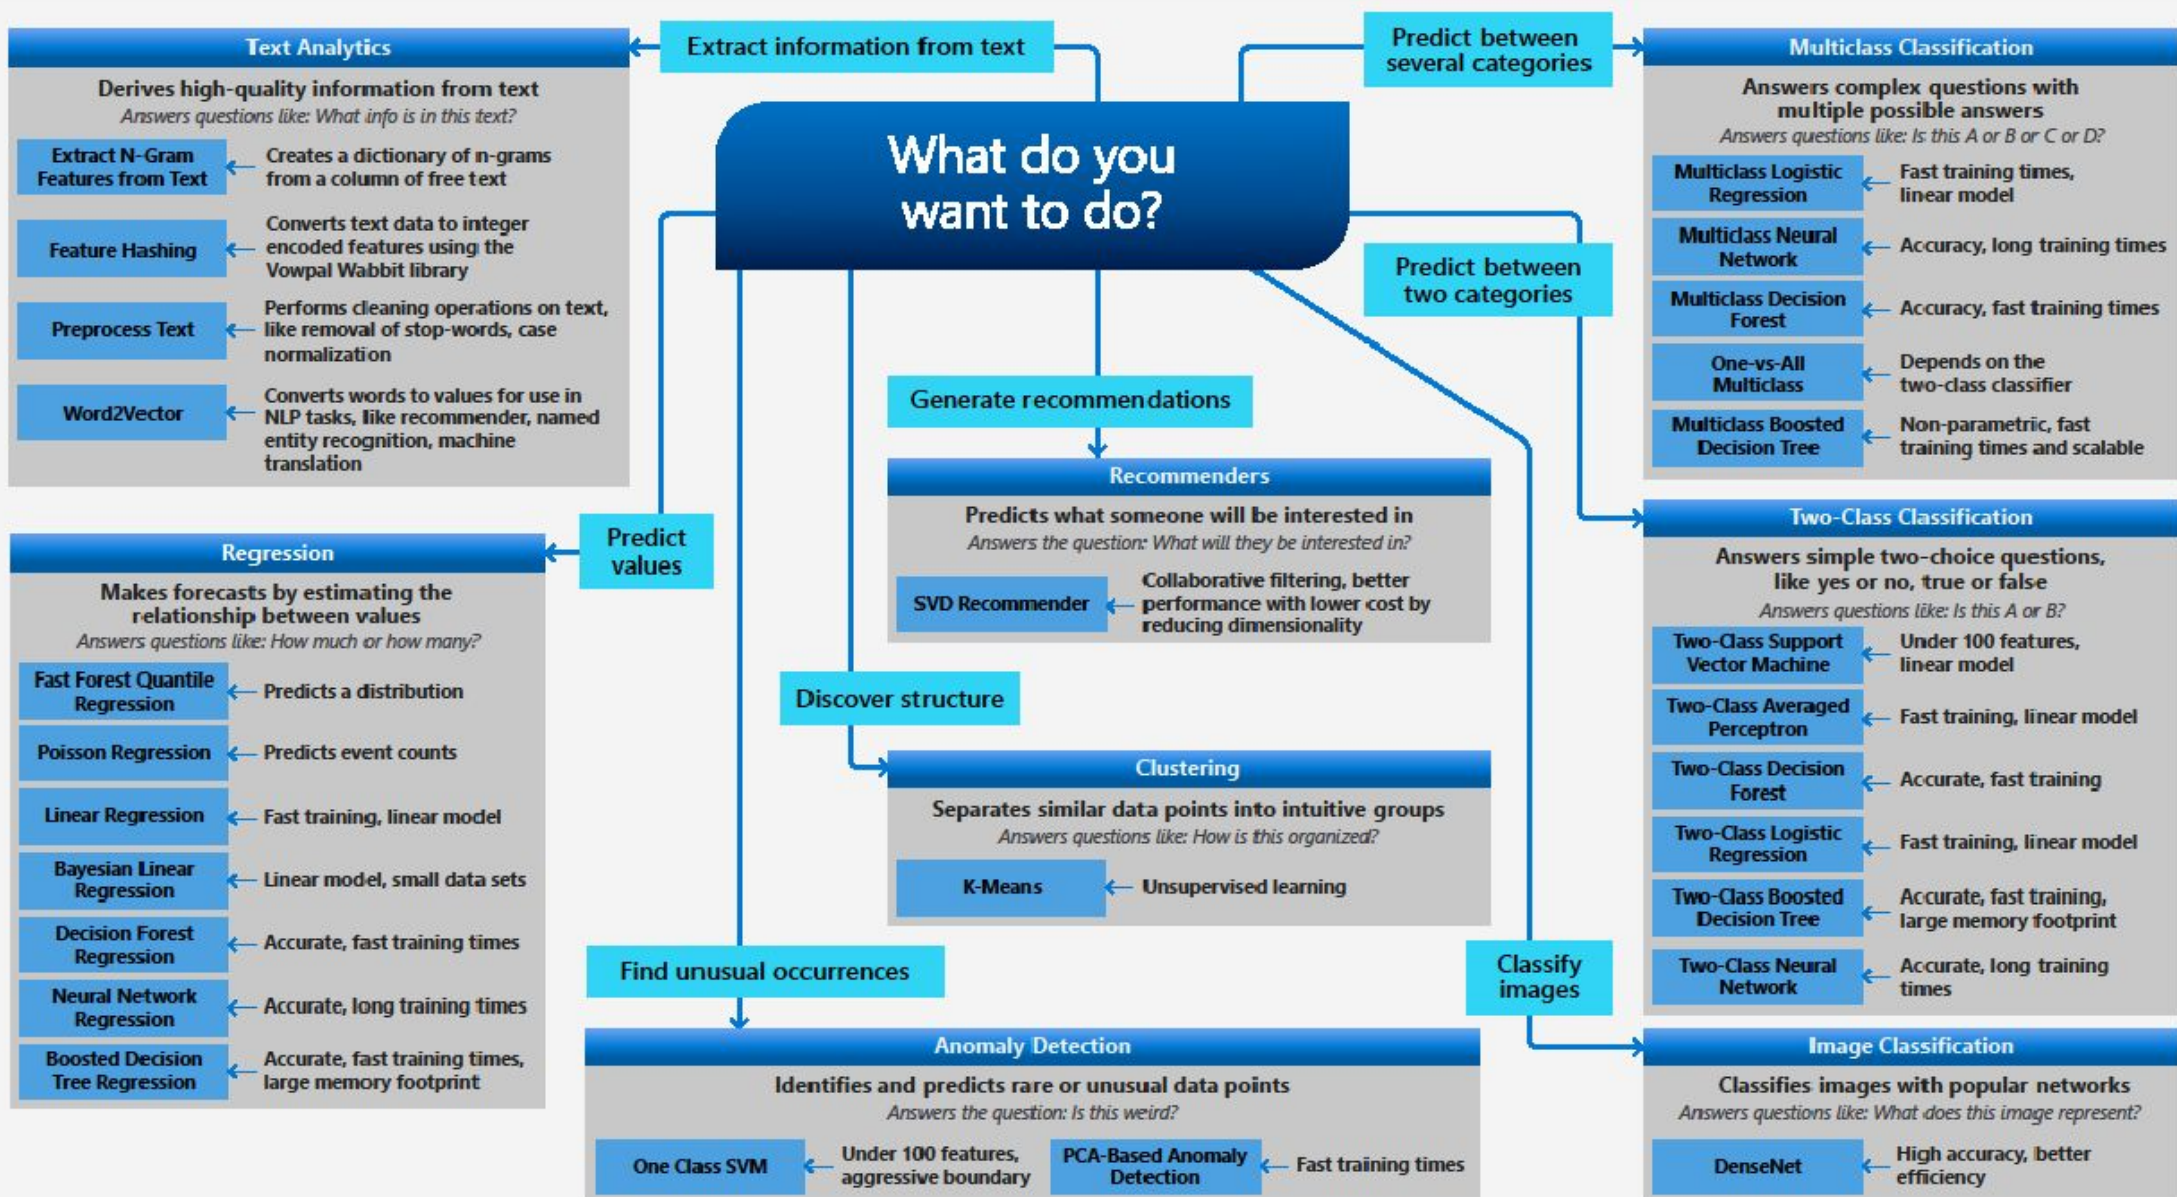 What do you
want to do?
Extract information from text
Text Analytics
Derives high-quality information from text
Answers questions like: What info is in this text?
Extract N-Gram
Features from Text
Creates a dictionary of n-grams
from a column of free text
Feature Hashing
Converts text data to integer
encoded features using the
Vowpal Wabbit library
Preprocess Text
Performs cleaning operations on text,
like removal of stop-words, case
normalization
Word2Vector
Converts words to values for use in
NLP tasks, like recommender, named
entity recognition, machine
translation
Predict
values
Regression
Makes forecasts by estimating the
relationship between values
Answers questions like: How much or how many?
Fast Forest Quantile
Regression
Predicts a distribution
Poisson Regression
Predicts event counts
Linear Regression
Fast training, linear model
Bayesian Linear
Regression
Linear model, small data sets
Decision Forest
Regression
Accurate, fast training times
Neural Network
Regression
Accurate, long training times
Boosted Decision
Tree Regression
Accurate, fast training times,
large memory footprint
Generate recommendations
Recommenders
Predicts what someone will be interested in
Answers the question: What will they be interested in?
SVD Recommender
Collaborative filtering, better
performance with lower cost by
reducing dimensionality
Discover structure
Clustering
Separates similar data points into intuitive groups
Answers questions like: How is this organized?
K-Means
Unsupervised learning
Find unusual occurrences
Anomaly Detection
Identifies and predicts rare or unusual data points
Answers the question: Is this weird?
One Class SVM
Under 100 features,
aggressive boundary
PCA-Based Anomaly
Detection
Fast training times
Predict between
several categories
Multiclass Classification
Answers complex questions with
multiple possible answers
Answers questions like: Is this A or B or C or D?
Multiclass Logistic
Regression
Fast training times,
linear model
Multiclass Neural
Network
Accuracy, long training times
Multiclass Decision
Forest
Accuracy, fast training times
One-vs-All
Multiclass
Depends on the
two-class classifier
Multiclass Boosted
Decision Tree
Non-parametric, fast
training times and scalable
Predict between
two categories
Two-Class Classification
Answers simple two-choice questions,
like yes or no, true or false
Answers questions like: Is this A or B?
Two-Class Support
Vector Machine
Under 100 features,
linear model
Two-Class Averaged
Perceptron
Fast training, linear model
Two-Class Decision
Forest
Accurate, fast training
Two-Class Logistic
Regression
Fast training, linear model
Two-Class Boosted
Decision Tree
Accurate, fast training,
large memory footprint
Two-Class Neural
Network
Accurate, long training
times
Classify
images
Image Classification
Classifies images with popular networks
Answers questions like: What does this image represent?
DenseNet
High accuracy, better
efficiency